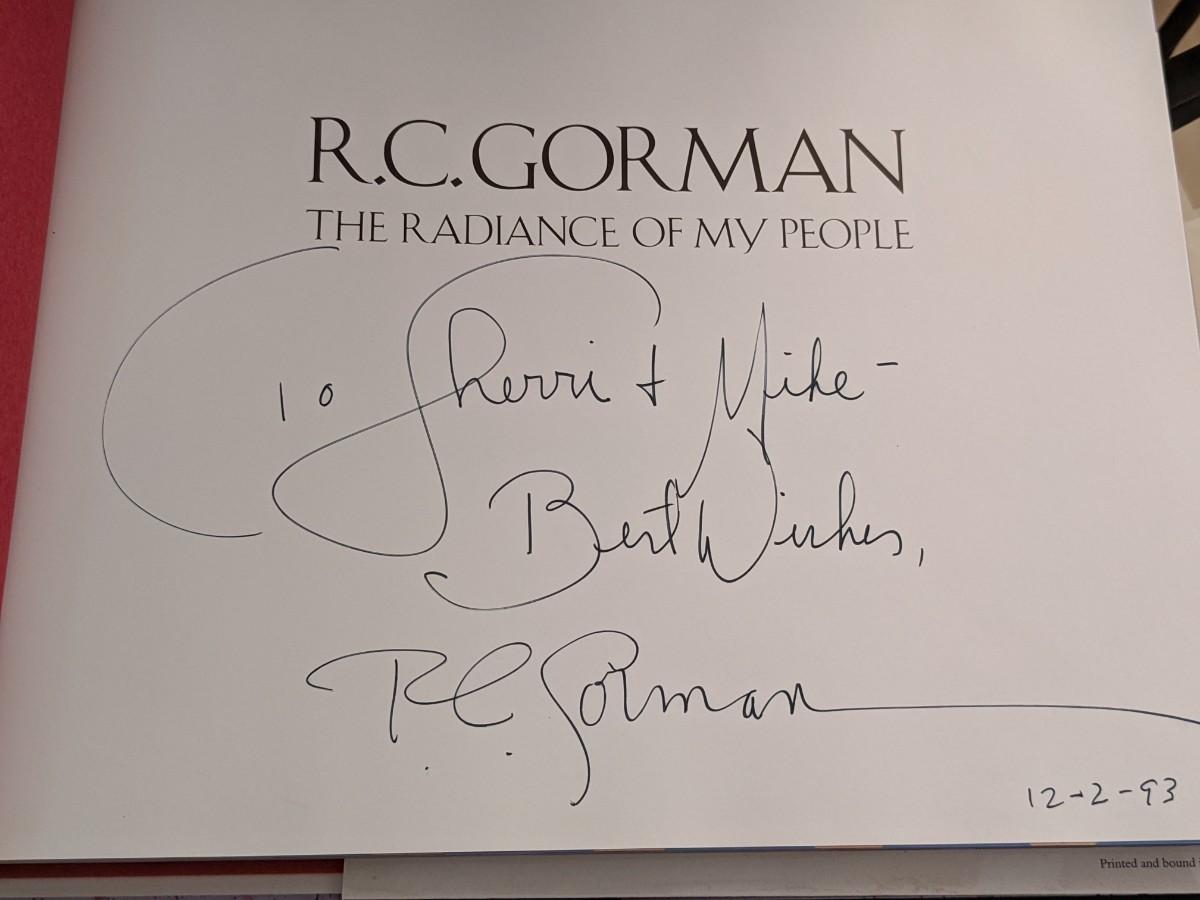 R.C. GORMAN
THE RADIANCE OF MY PEOPLE
To Sherri + Mike -
Best Wishes,
R.C. Gorman
12-2-93
Printed and bound